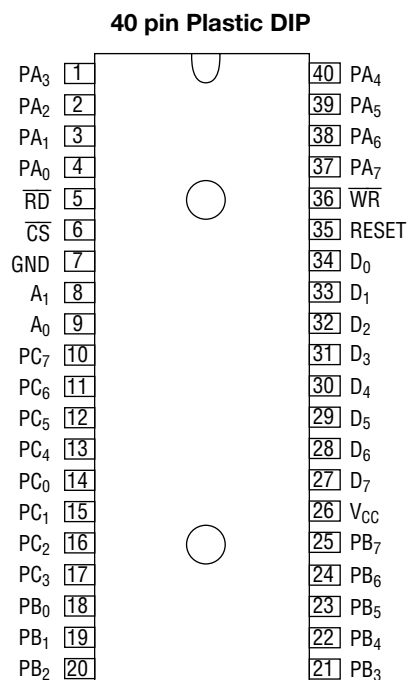 40 pin Plastic DIP
PA₃ 1 40 PA₄
PA₂ 2 39 PA₅
PA₁ 3 38 PA₆
PA₀ 4 37 PA₇
R̅D̅ 5 36 W̅R̅
C̅S̅ 6 35 RESET
GND 7 34 D₀
A₁ 8 33 D₁
A₀ 9 32 D₂
PC₇ 10 31 D₃
PC₆ 11 30 D₄
PC₅ 12 29 D₅
PC₄ 13 28 D₆
PC₀ 14 27 D₇
PC₁ 15 26 V_CC
PC₂ 16 25 PB₇
PC₃ 17 24 PB₆
PB₀ 18 23 PB₅
PB₁ 19 22 PB₄
PB₂ 20 21 PB₃